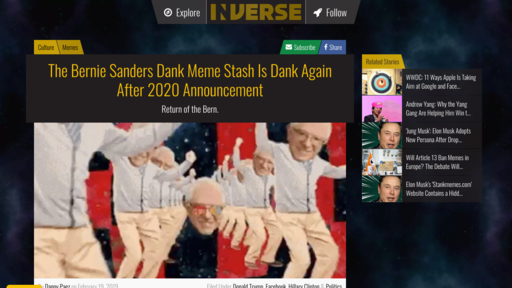 Explore
INVERSE
Follow
Culture
Memes
Subscribe
Share
The Bernie Sanders Dank Meme Stash Is Dank Again
After 2020 Announcement
Return of the Bern.
Related Stories
WWDC: 11 Ways Apple Is Taking
Aim at Google and Face...
Andrew Yang: Why the Yang
Gang Are Helping Him Win t...
'Jung Musk': Elon Musk Adopts
New Persona After Drop...
Will Article 13 Ban Memes in
Europe? The Debate Will...
Elon Musk's 'Stankmemes.com'
Website Contains a Hidd...
Danny Paez on February 19, 2019
Filed Under Donald Trump, Facebook, Hillary Clinton & Politics